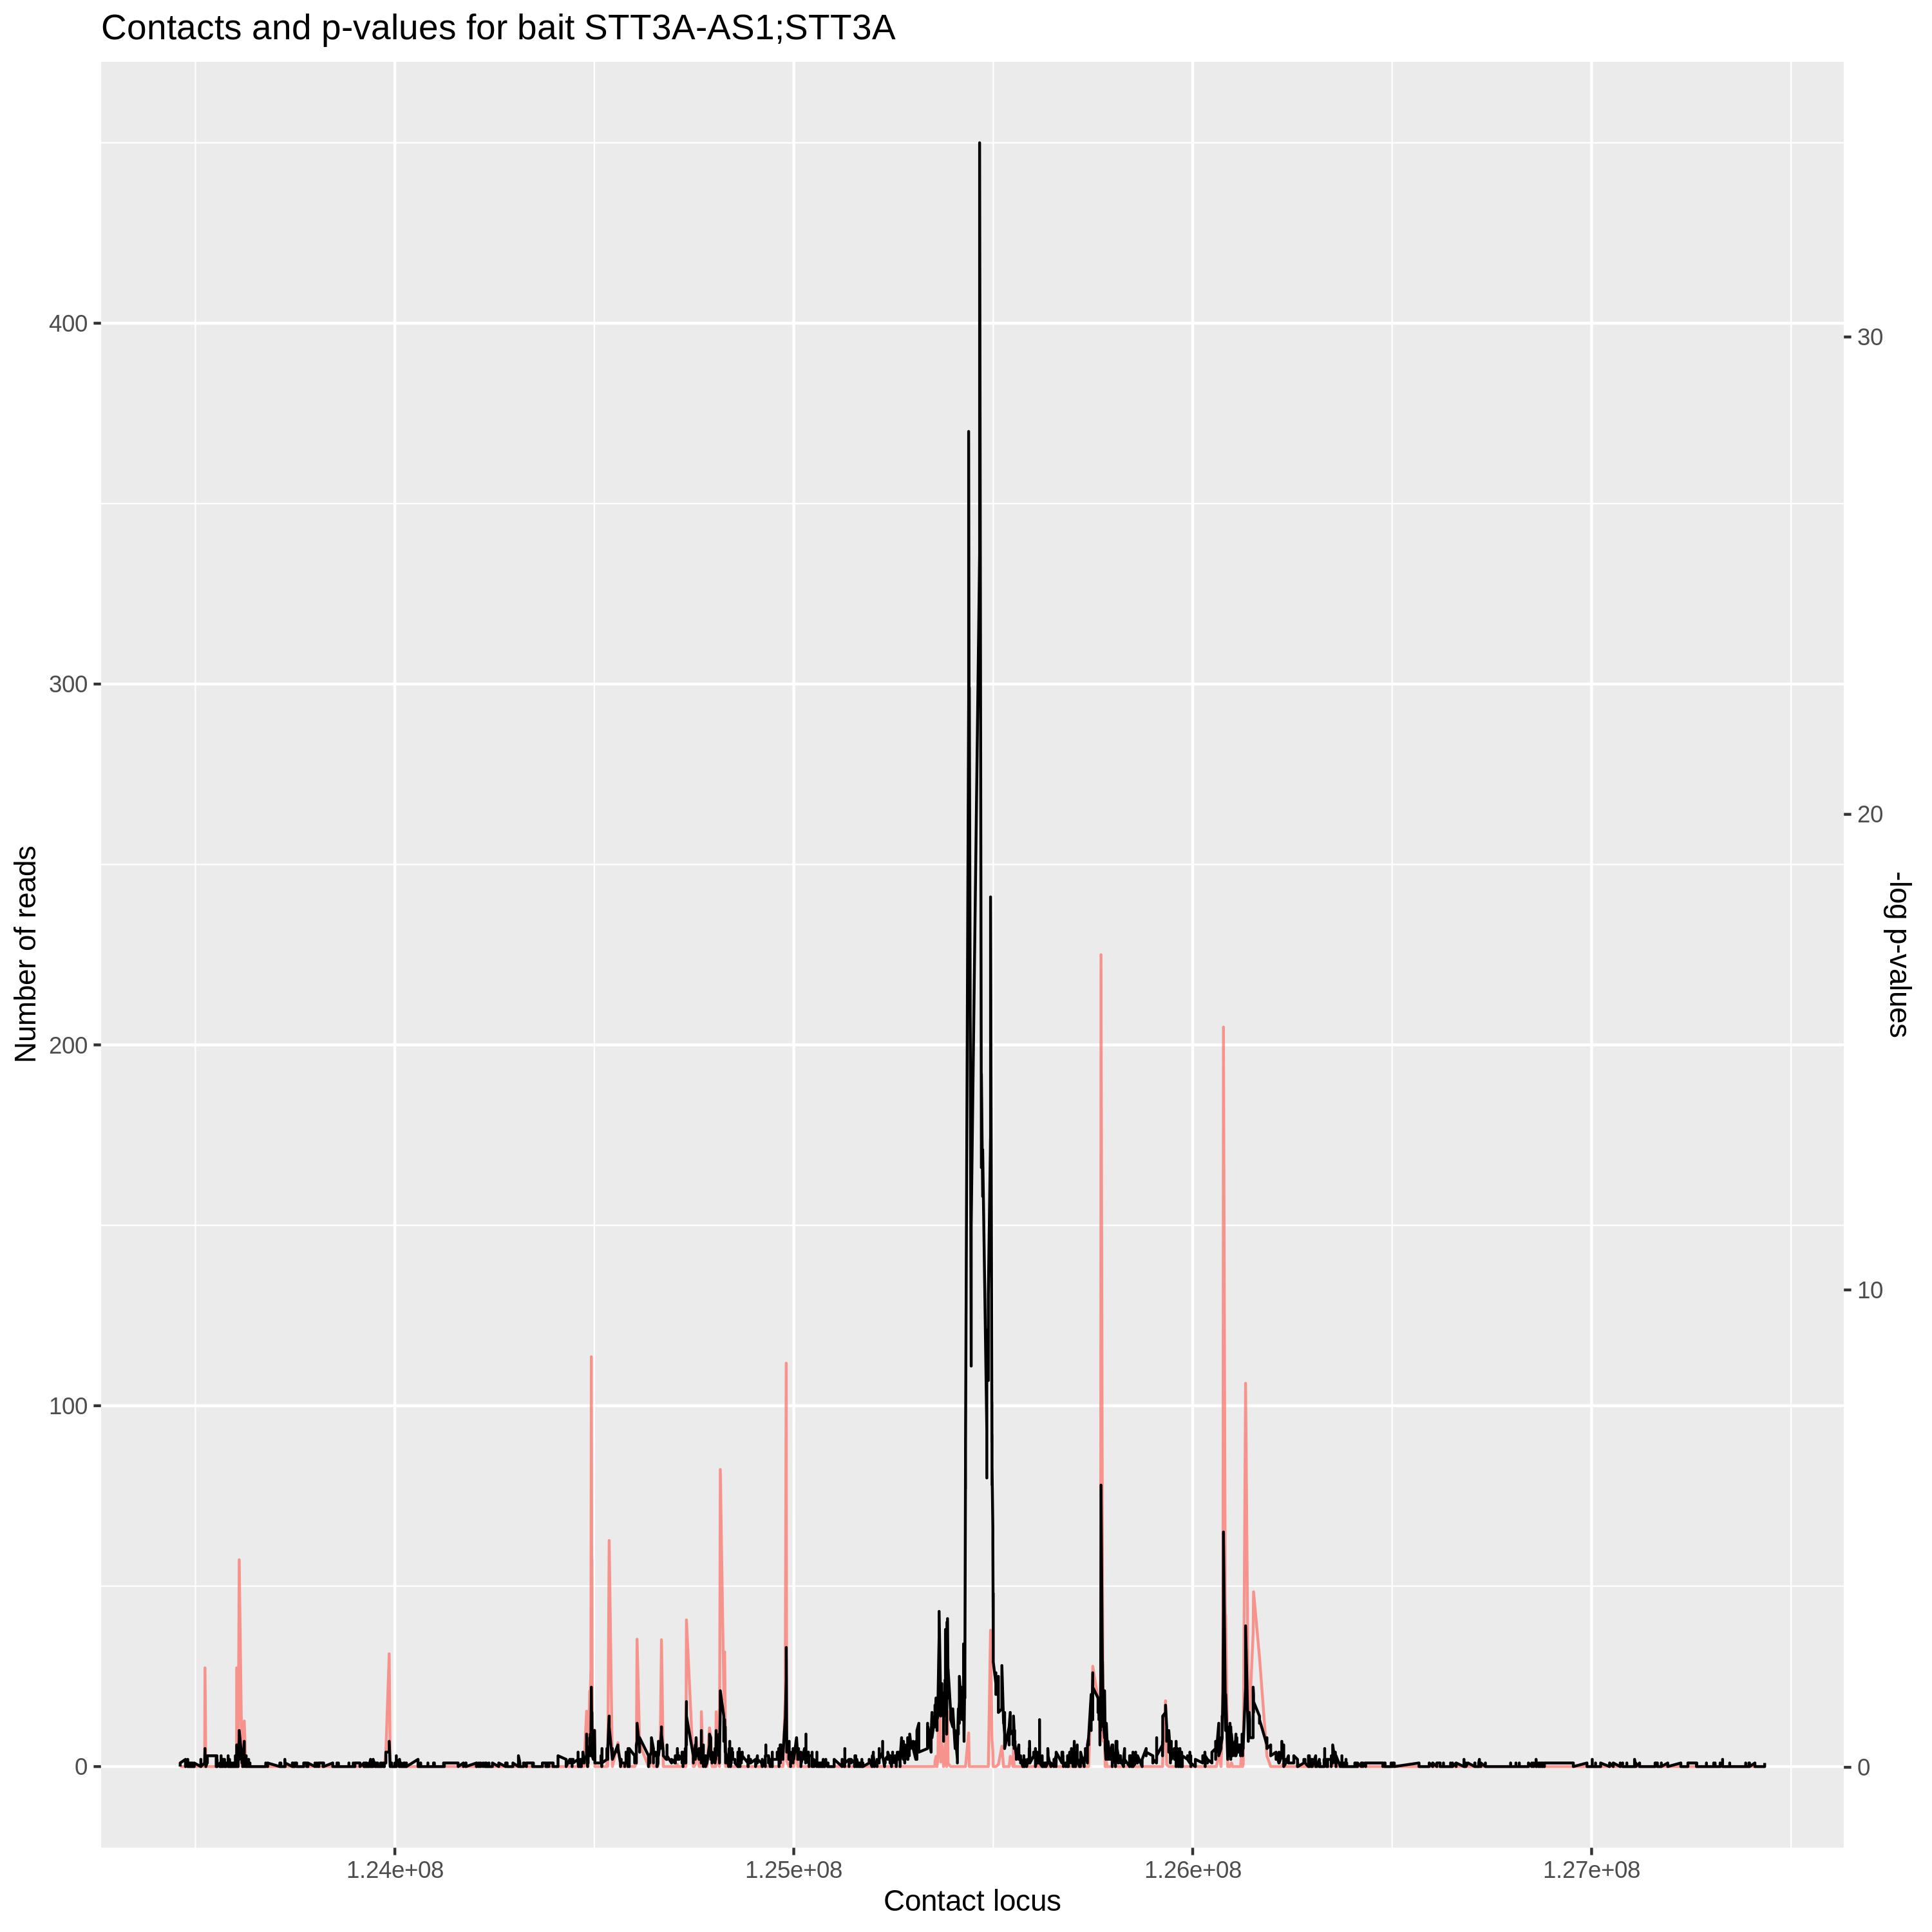 Contacts and p-values for bait STT3A-AS1;STT3A
Number of reads
400
300
200
100
0
30
20
10
0
-log p-values
1.24e+08
1.25e+08
1.26e+08
1.27e+08
Contact locus